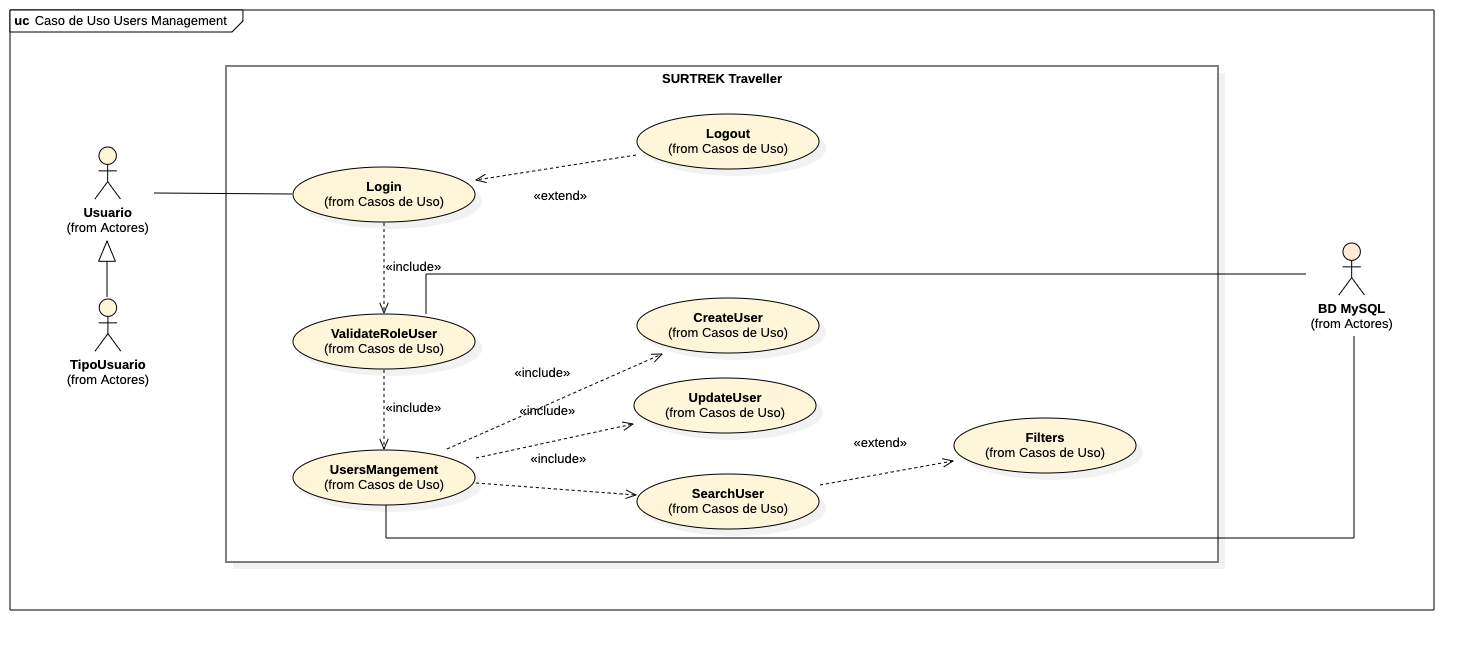 uc Caso de Uso Users Management
SURTREK Traveller
Logout
(from Casos de Uso)
Login
(from Casos de Uso)
«extend»
Usuario
(from Actores)
«include»
BD MySQL
(from Actores)
CreateUser
(from Casos de Uso)
ValidateRoleUser
(from Casos de Uso)
TipoUsuario
(from Actores)
«include»
UpdateUser
(from Casos de Uso)
«include»
«include»
Filters
(from Casos de Uso)
«extend»
«include»
UsersMangement
(from Casos de Uso)
SearchUser
(from Casos de Uso)